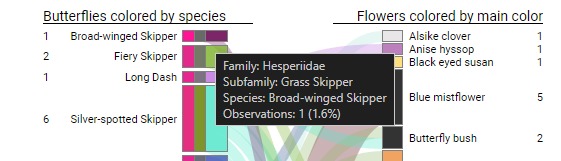 Butterflies colored by species
Flowers colored by main color
1 Broad-winged Skipper
2 Fiery Skipper
1 Long Dash
6 Silver-spotted Skipper
Family: Hesperiidae
Subfamily: Grass Skipper
Species: Broad-winged Skipper
Observations: 1 (1.6%)
Alsike clover 1
Anise hyssop 1
Black eyed susan 1
Blue mistflower 5
Butterfly bush 2